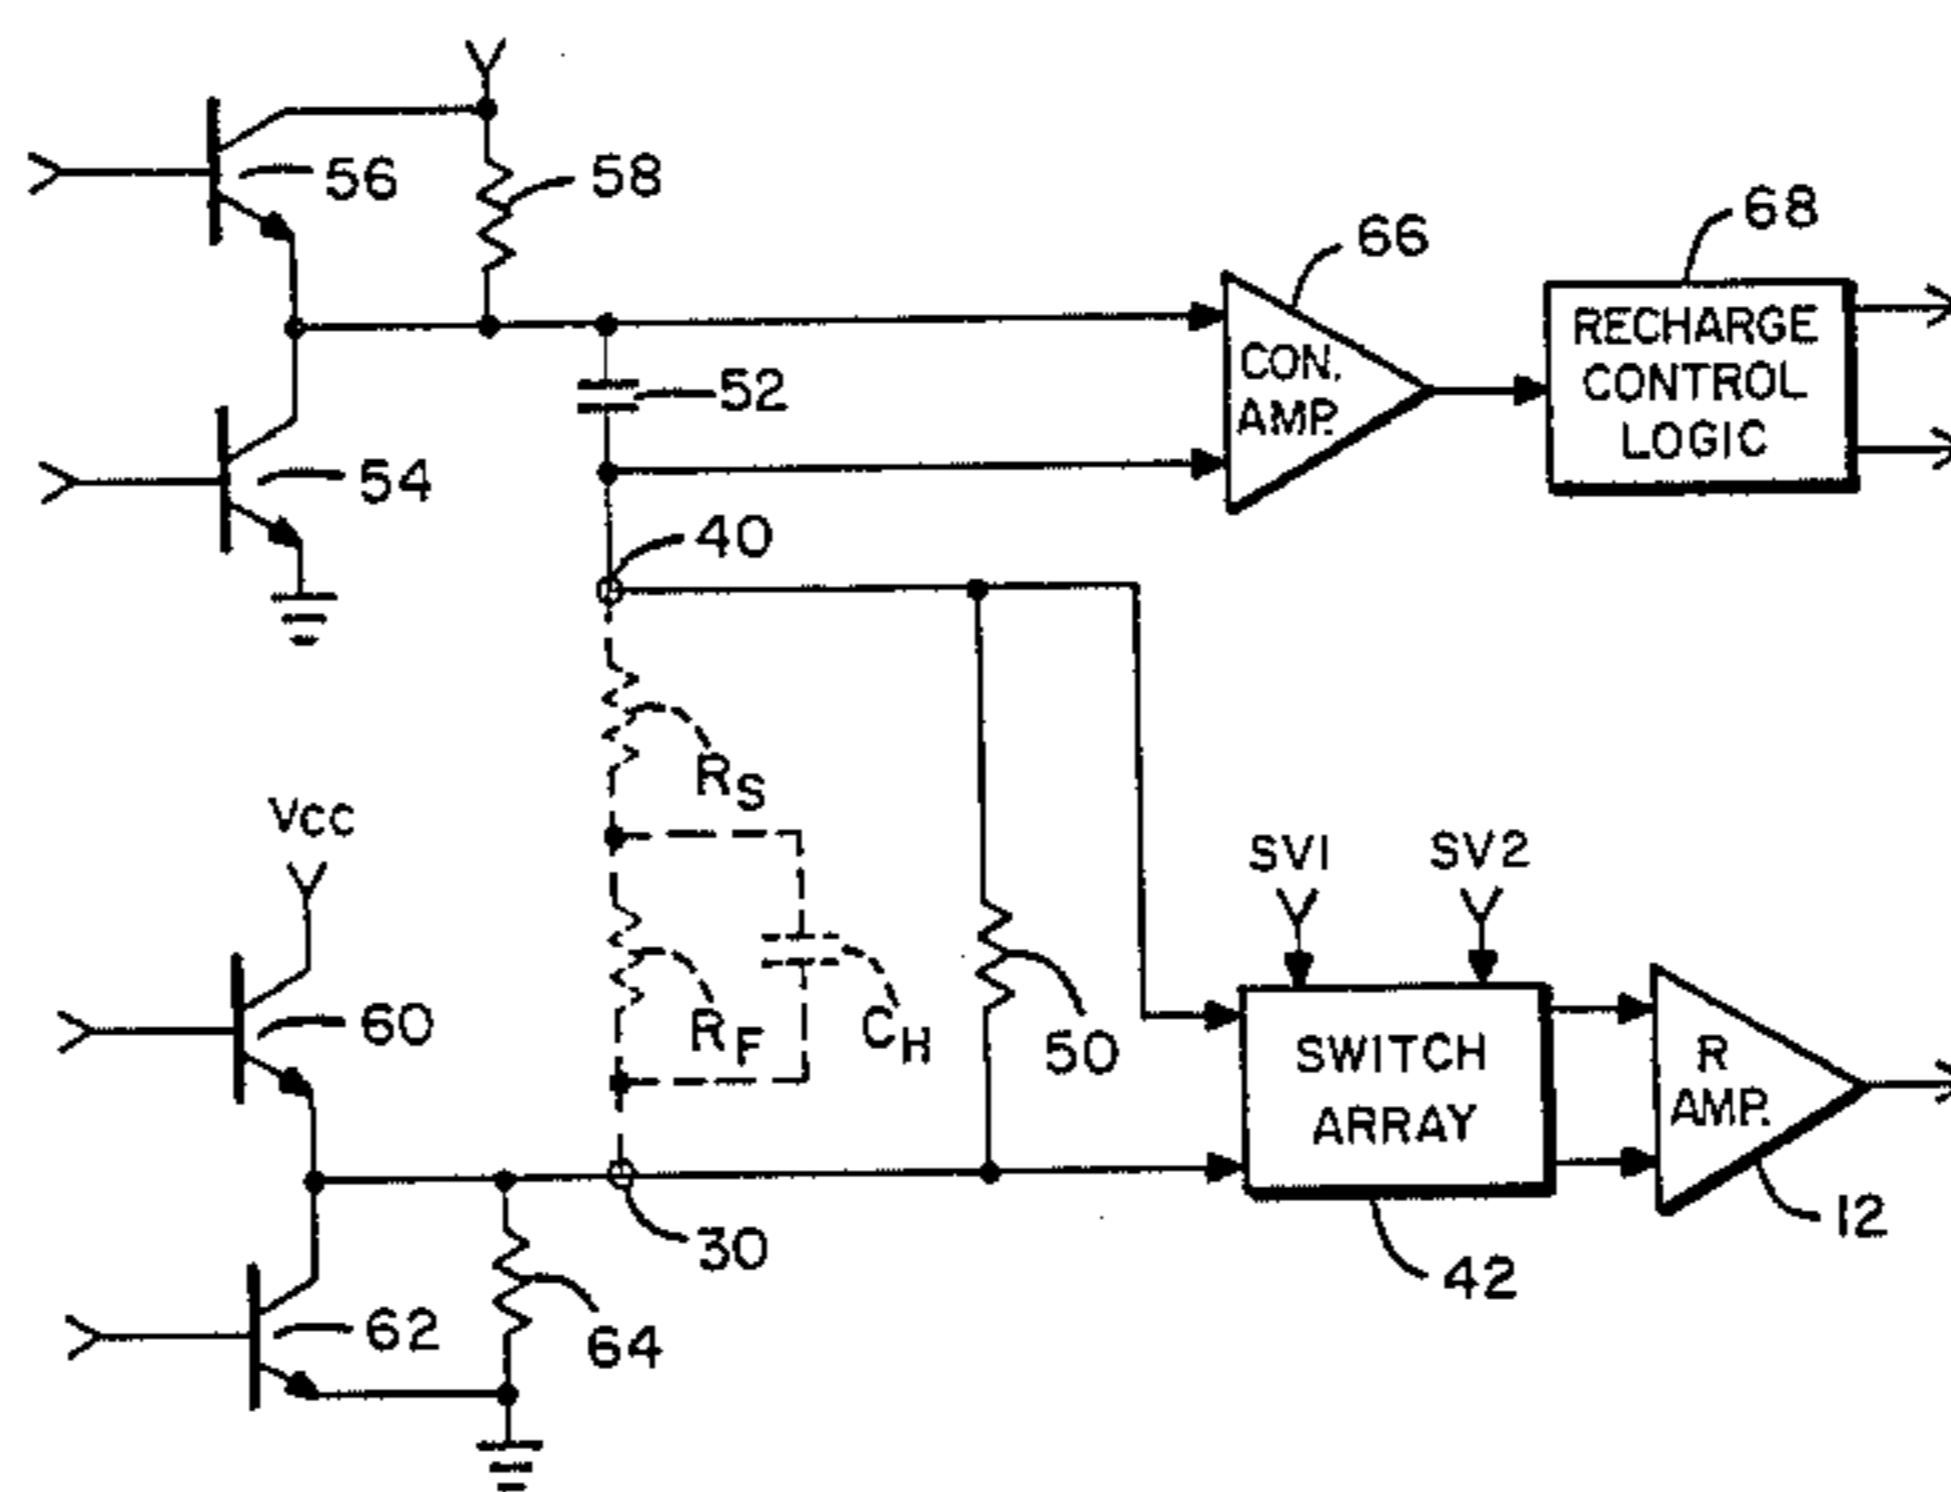 56
58
66
68
CON.
AMP.
RECHARGE
CONTROL
LOGIC
52
54
40
RS
VCC
SV1
SV2
60
RF
CH
50
SWITCH
ARRAY
R
AMP.
12
30
42
62
64